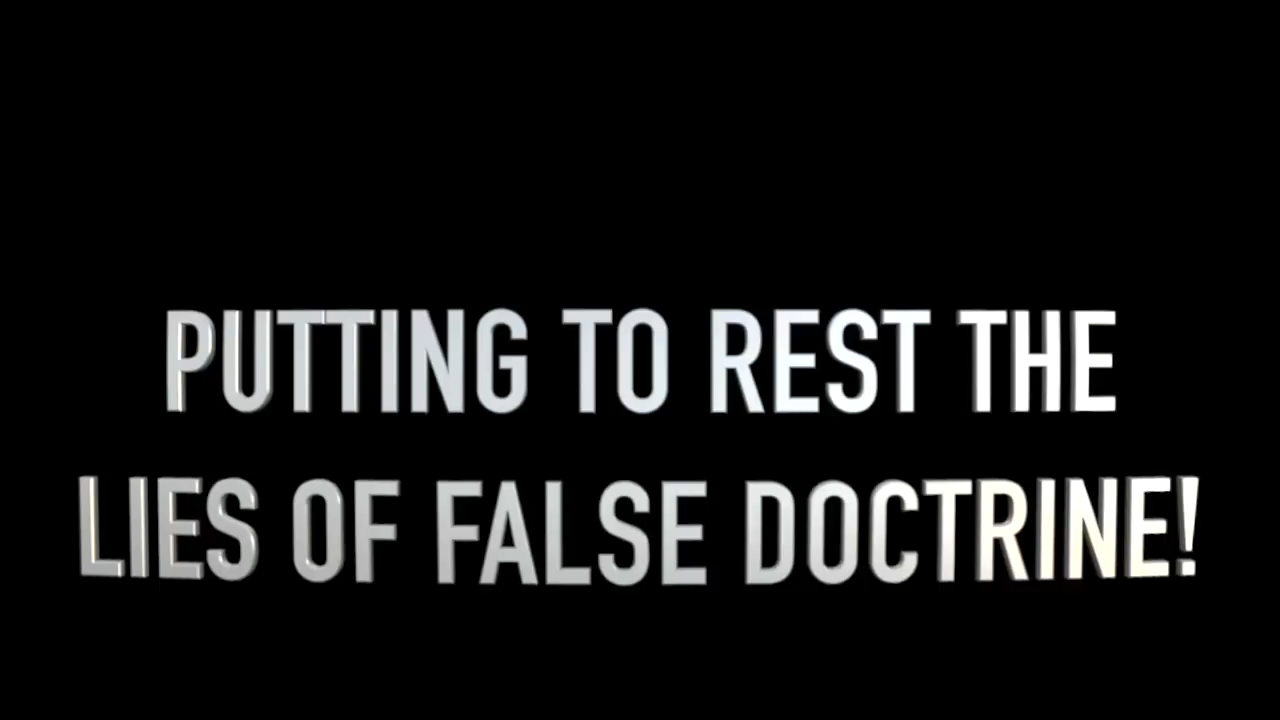 PUTTING TO REST THE
LIES OF FALSE DOCTRINE!